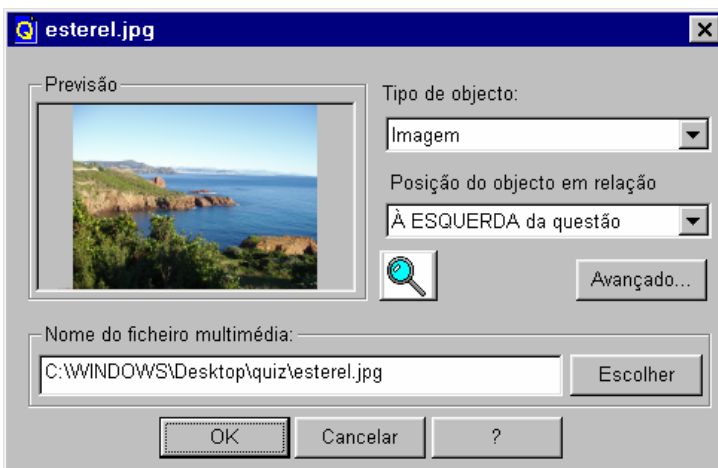 esterel.jpg
Previsão
Tipo de objecto:
Imagem
Posição do objecto em relação
À ESQUERDA da questão
Avançado...
Nome do ficheiro multimédia:
C:\WINDOWS\Desktop\quiz\esterel.jpg
Escolher
OK
Cancelar
?